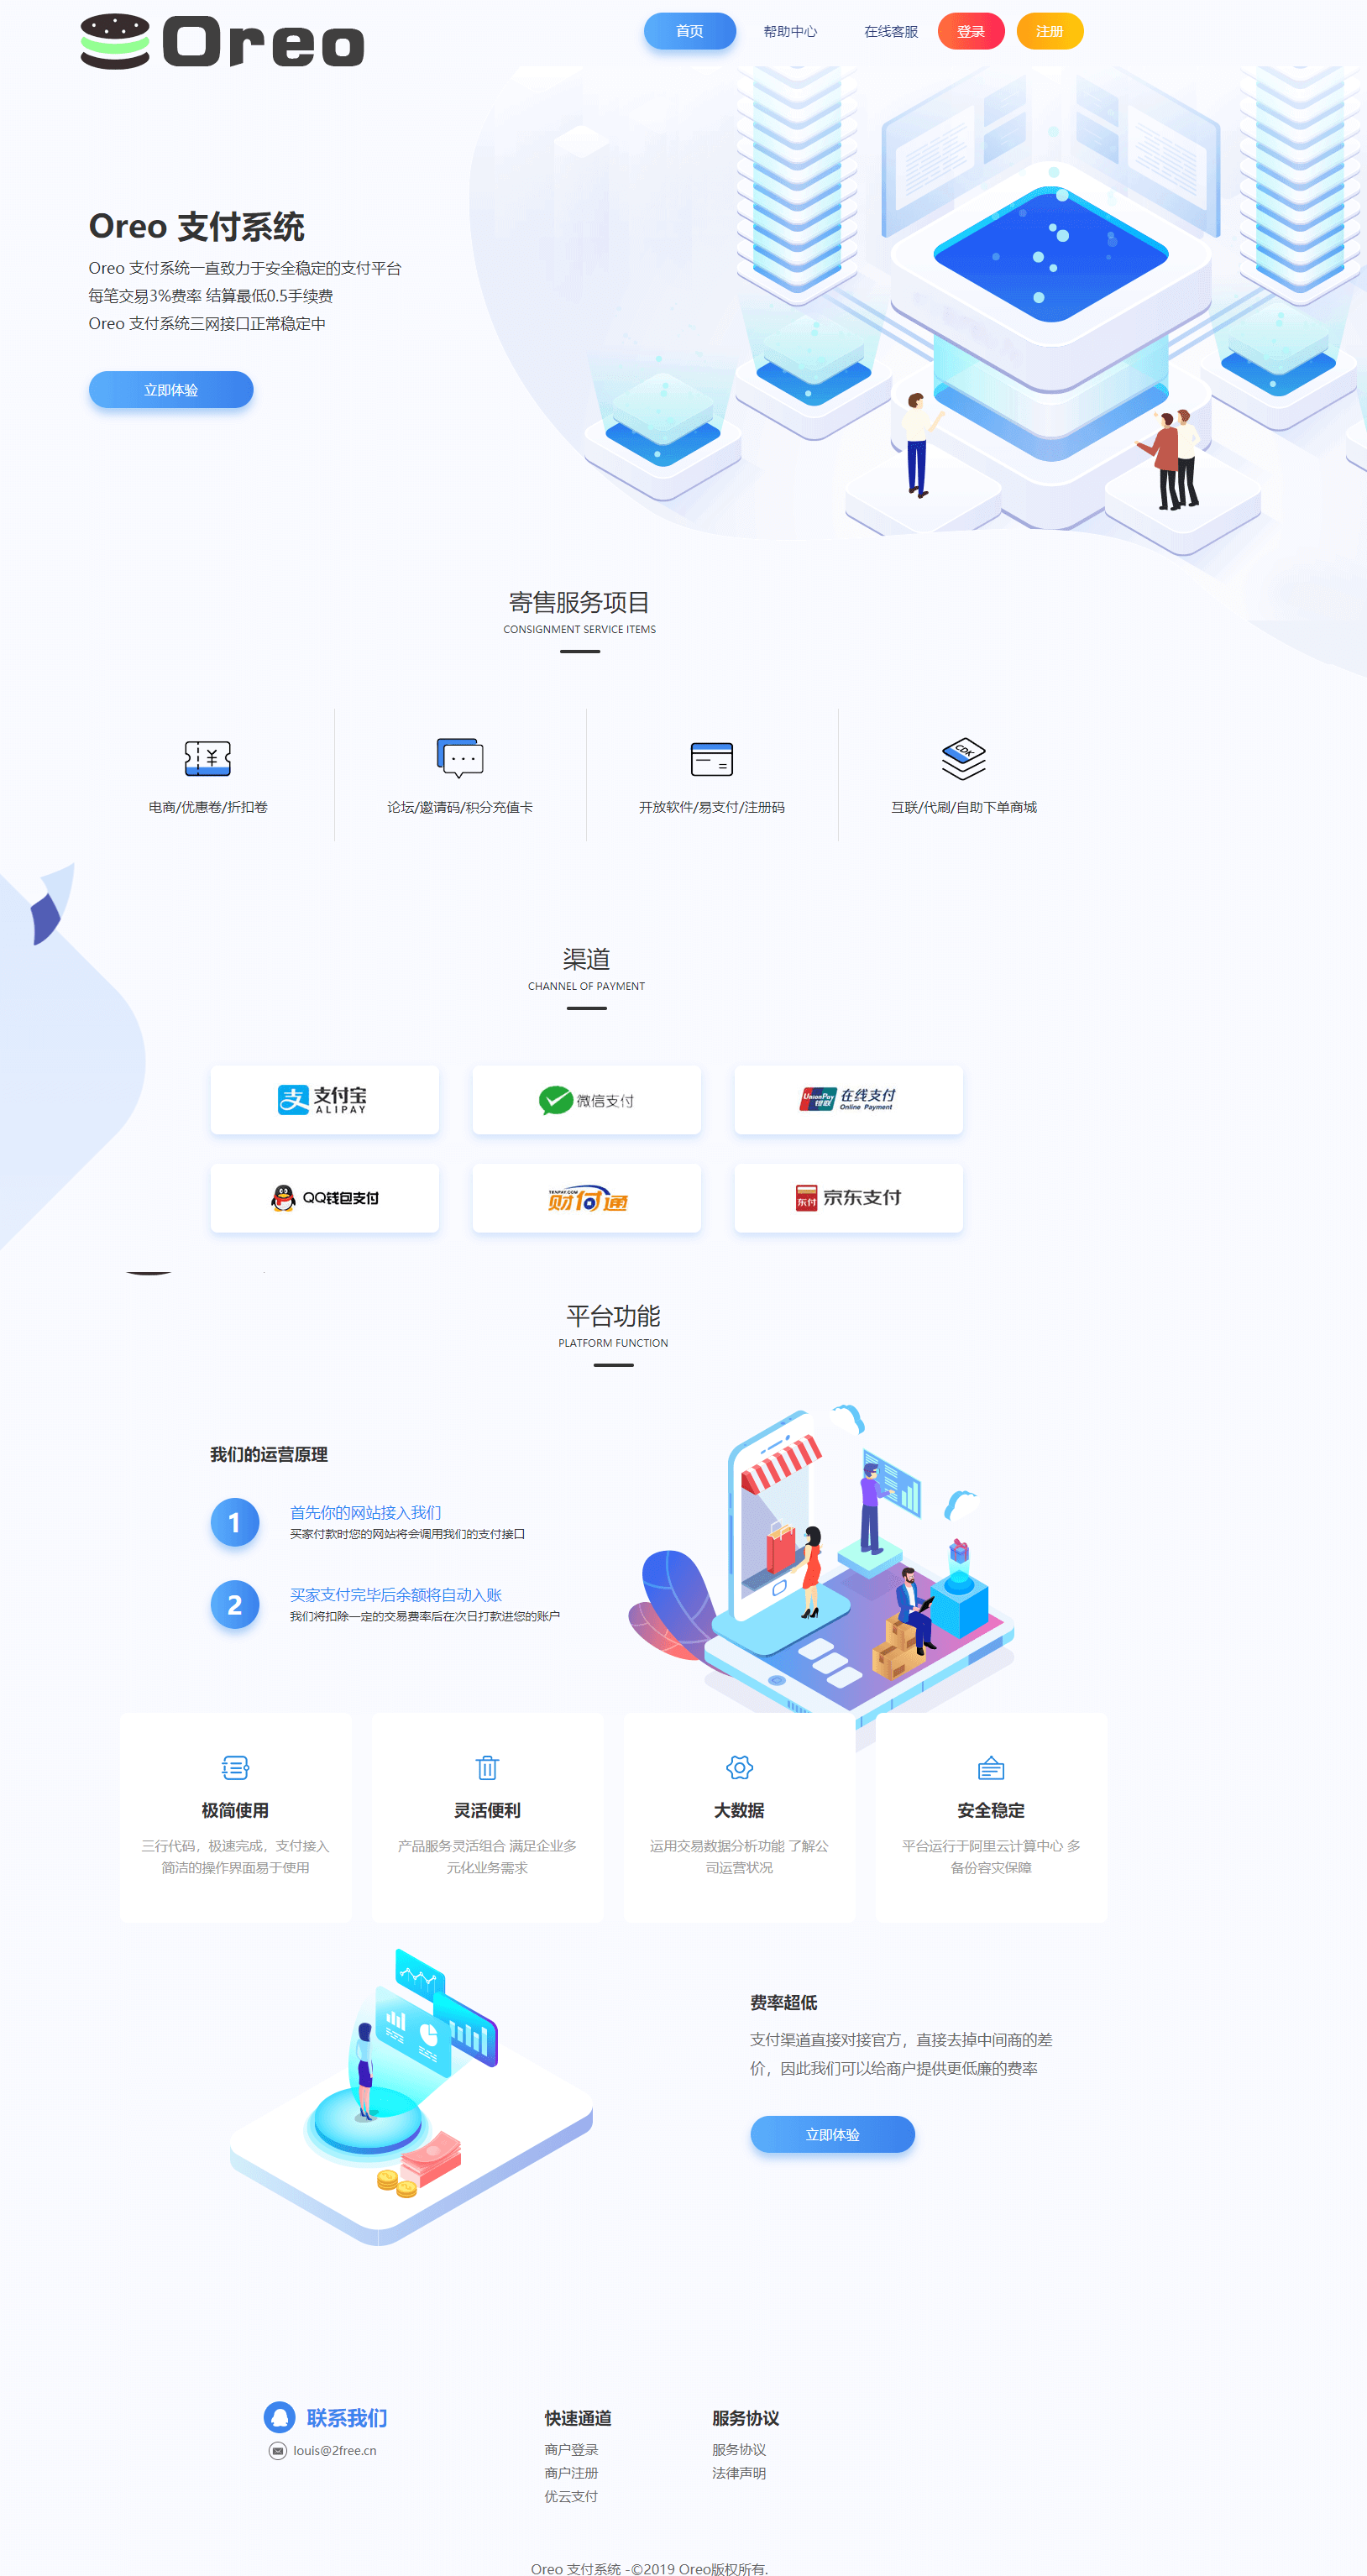 Oreo
首页
帮助中心
在线客服
登录
注册
Oreo 支付系统
Oreo 支付系统一直致力于安全稳定的支付平台
每笔交易3%费率 结算最低0.5手续费
Oreo 支付系统三网接口正常稳定中
立即体验
寄售服务项目
CONSIGNMENT SERVICE ITEMS
CDK
电商/优惠卷/折扣卷
论坛/邀请码/积分充值卡
开放软件/易支付/注册码
互联/代刷/自助下单商城
渠道
CHANNEL OF PAYMENT
支 支付宝
ALIPAY
微信支付
UnionPay
银联
在线支付
Online Payment
QQ钱包支付
TENPAY.COM
财付通
东付 京东支付
平台功能
PLATFORM FUNCTION
我们的运营原理
1
首先你的网站接入我们
买家付款时您的网站将会调用我们的支付接口
2
买家支付完毕后余额将自动入账
我们将扣除一定的交易费率后在次日打款进您的账户
极简使用
三行代码，极速完成，支付接入
简洁的操作界面易于使用
灵活便利
产品服务灵活组合 满足企业多
元化业务需求
大数据
运用交易数据分析功能 了解公
司运营状况
安全稳定
平台运行于阿里云计算中心 多
备份容灾保障
费率超低
支付渠道直接对接官方，直接去掉中间商的差
价，因此我们可以给商户提供更低廉的费率
立即体验
联系我们
louis@2free.cn
快速通道
商户登录
商户注册
优云支付
服务协议
服务协议
法律声明
Oreo 支付系统 -©2019 Oreo版权所有.